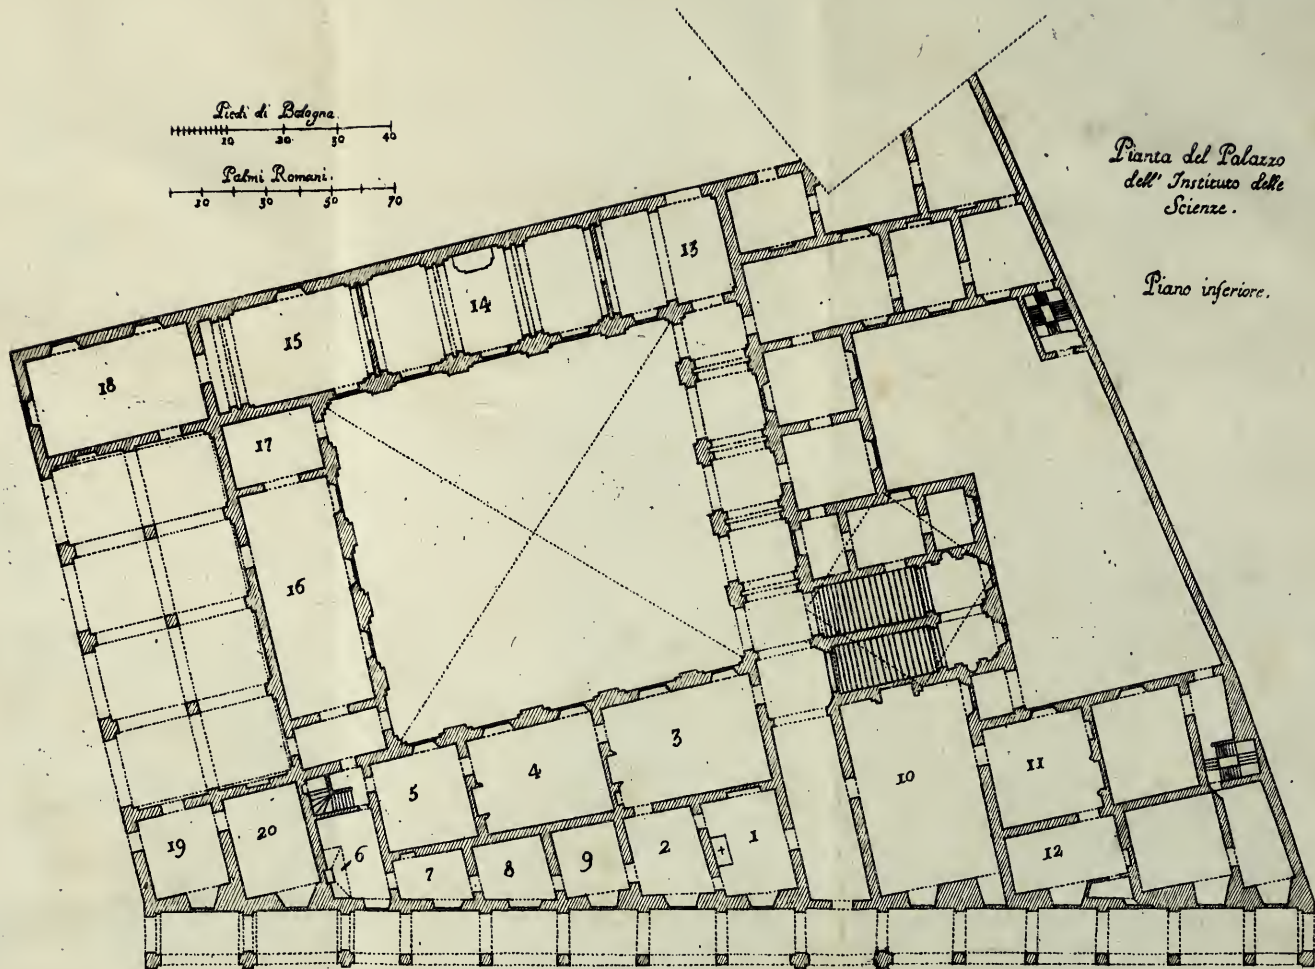 Piedi di Bologna.
10 20 30 40
Palmi Romani.
10 30 50 70
Pianta del Palazzo
dell' Instituto delle
Scienze.
Piano inferiore.
13
14
15
18
17
16
3
4
5
10
11
1
2
9
8
7
6
20
19
12